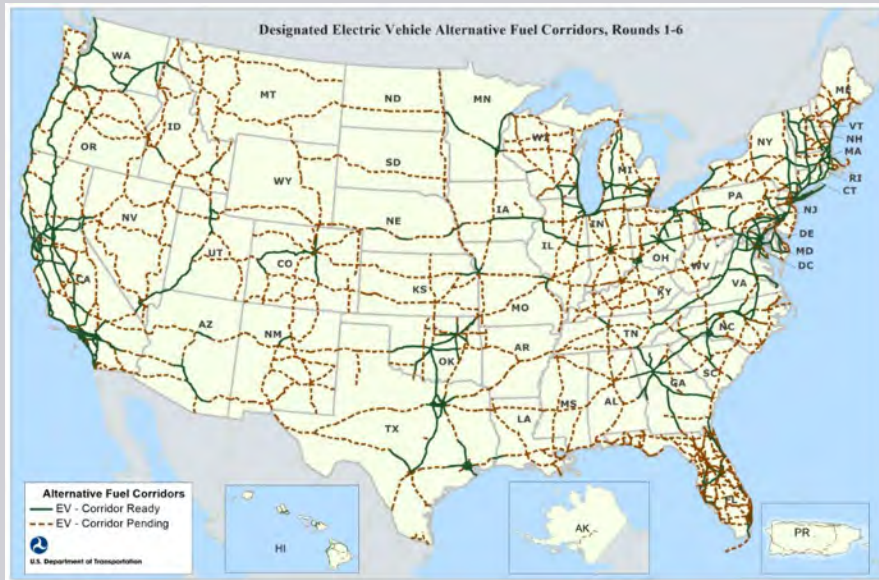 Designated Electric Vehicle Alternative Fuel Corridors, Rounds 1-6
WA
MT
ND
MN
ME
VT
NH
MA
RI
CT
OR
ID
WI
MI
NY
SD
WY
IA
PA
NJ
NE
NV
UT
CO
IL
IN
OH
DE
MD
DC
WV
VA
CA
KS
MO
KY
AZ
NM
OK
AR
TN
NC
SC
TX
LA
MS
AL
GA
FL
Alternative Fuel Corridors
EV - Corridor Ready
EV - Corridor Pending
U.S. Department of Transportation
HI
AK
PR